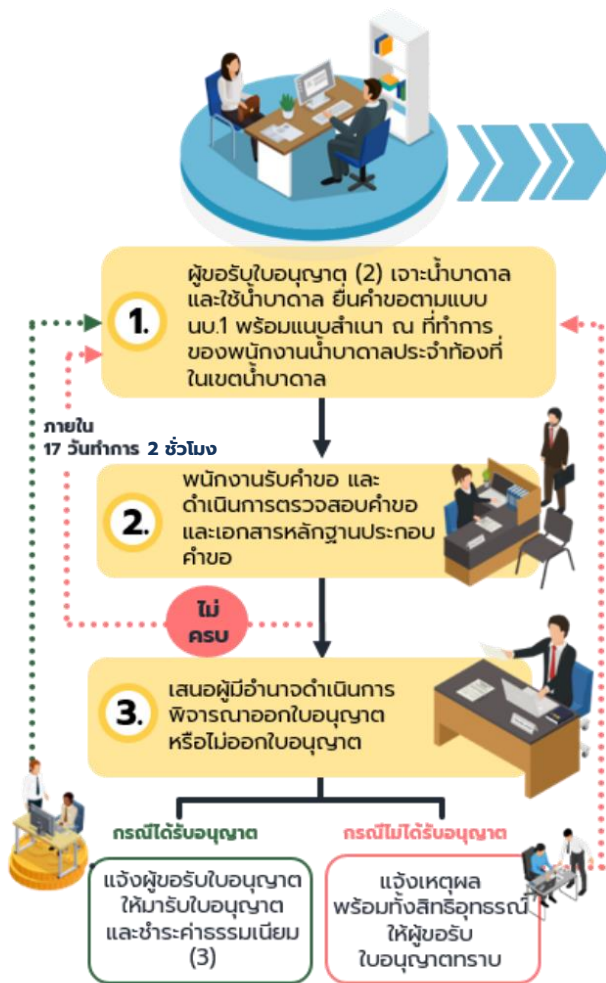 1.
ผู้ขอรับใบอนุญาต (2) เจาะน้ำบาดาล
และใช้น้ำบาดาล ยื่นคำขอตามแบบ
นบ.1 พร้อมแนบสำเนา ณ ที่ทำการ
ของพนักงานน้ำบาดาลประจำท้องที่
ในเขตน้ำบาดาล
ภายใน
17 วันทำการ 2 ชั่วโมง
2.
พนักงานรับคำขอ และ
ดำเนินการตรวจสอบคำขอ
และเอกสารหลักฐานประกอบ
คำขอ
ไม่
ครบ
3.
เสนอผู้มีอำนาจดำเนินการ
พิจารณาออกใบอนุญาต
หรือไม่ออกใบอนุญาต
กรณีได้รับอนุญาต
แจ้งผู้ขอรับใบอนุญาต
ให้มารับใบอนุญาต
และชำระค่าธรรมเนียม
(3)
กรณีไม่ได้รับอนุญาต
แจ้งเหตุผล
พร้อมทั้งสิทธิอุทธรณ์
ให้ผู้ขอรับ
ใบอนุญาตทราบ